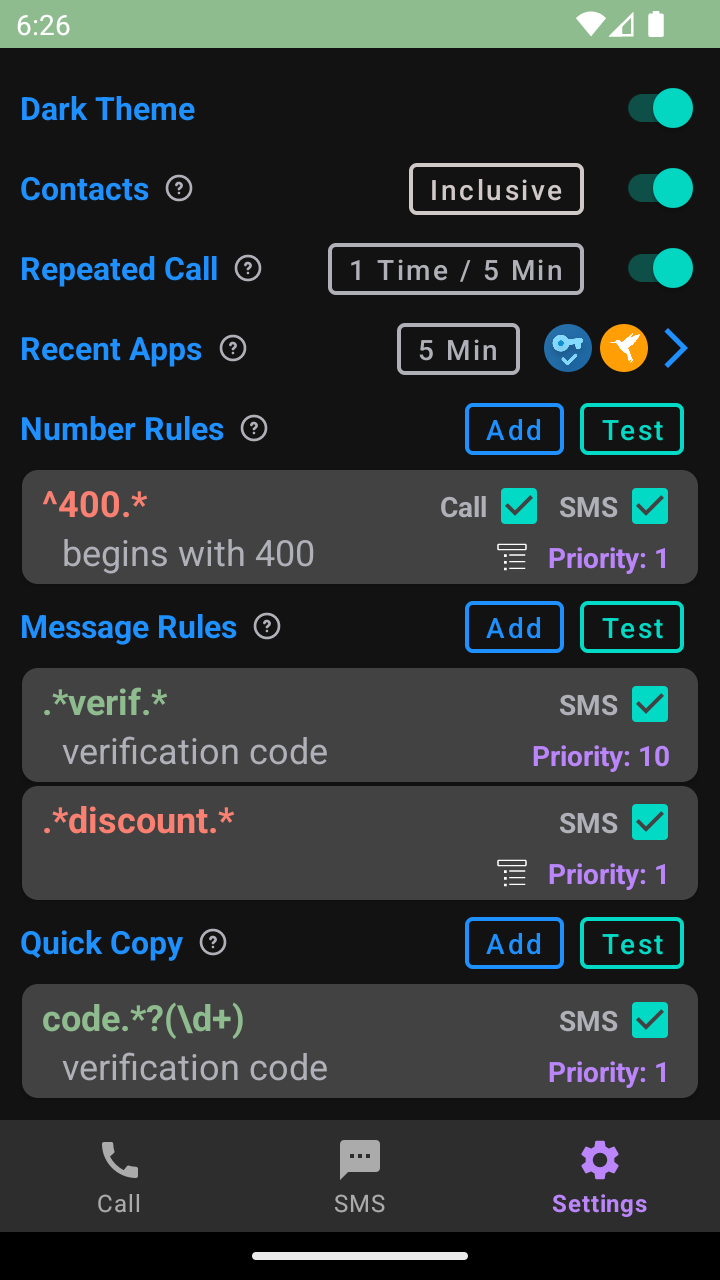 6:26
Dark Theme
Contacts ? Inclusive
Repeated Call ? 1 Time / 5 Min
Recent Apps ? 5 Min
Number Rules ? Add Test
^400.* Call SMS
begins with 400 Priority: 1
Message Rules ? Add Test
.*verif.* SMS
verification code Priority: 10
.*discount.* SMS
Priority: 1
Quick Copy ? Add Test
code.*?(\d+) SMS
verification code Priority: 1
Call SMS Settings